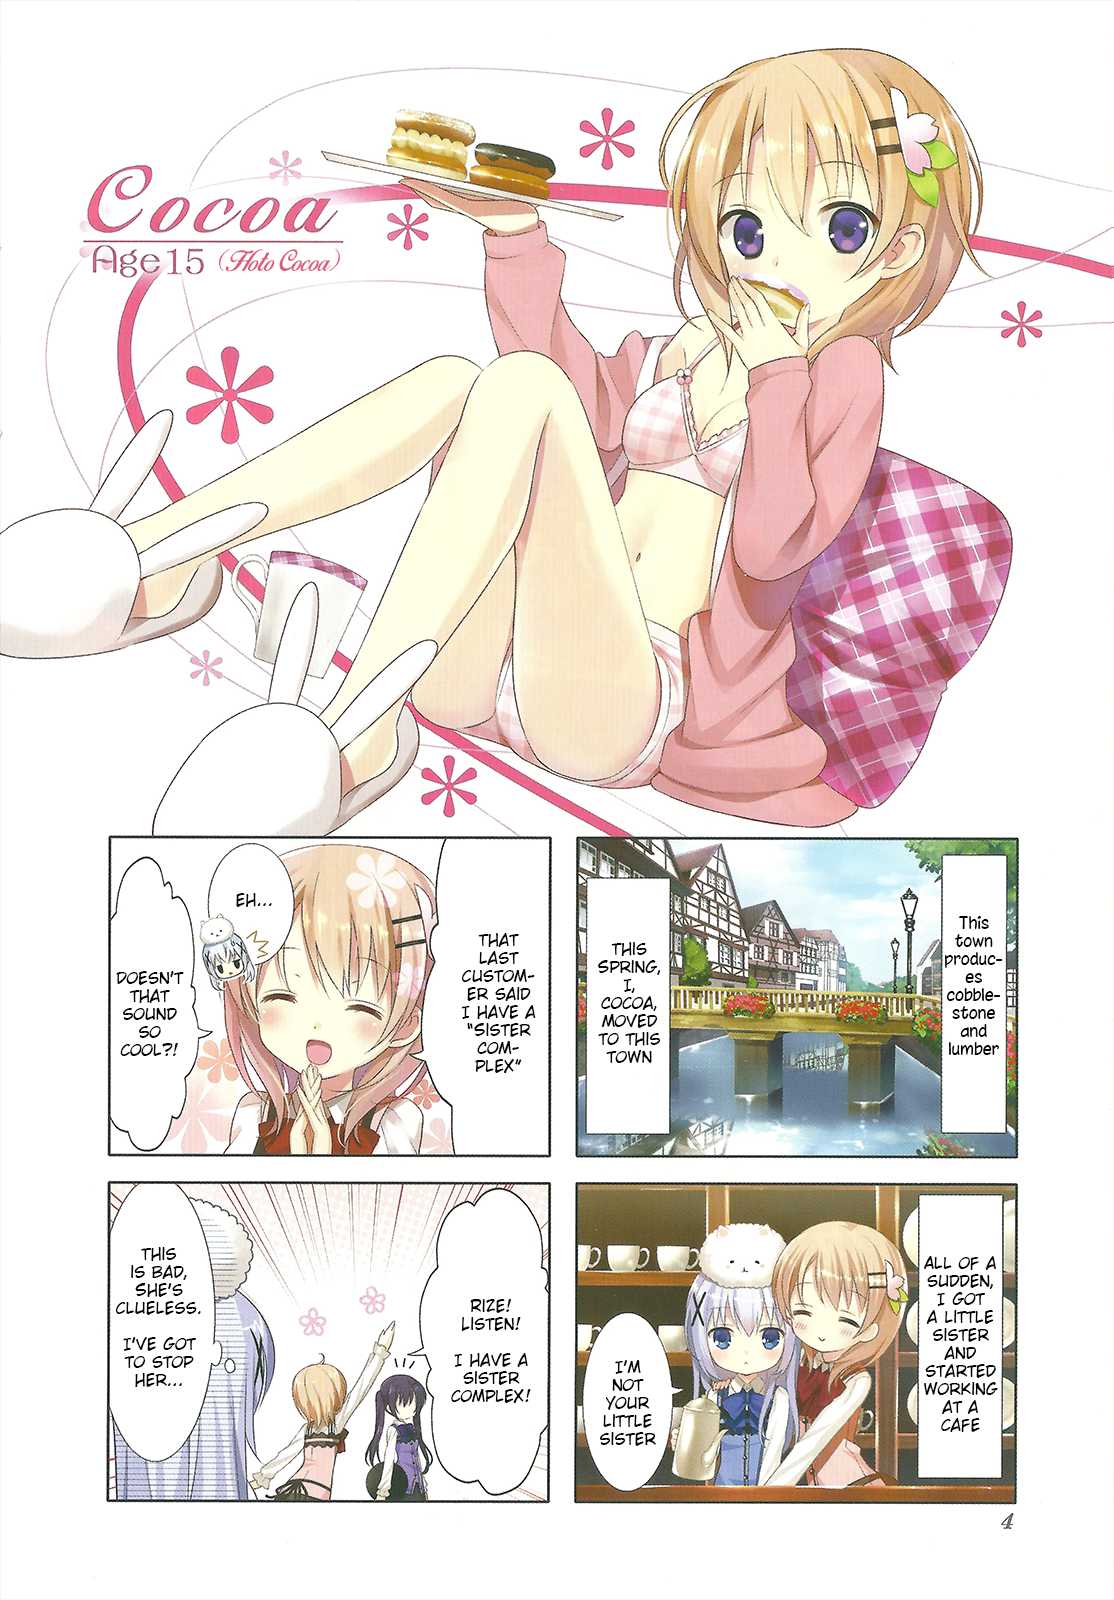 Cocoa
Age 15 (Hoto Cocoa)
This
town
produc-
es
cobble-
stone
and
lumber
THIS
SPRING,
I,
COCOA,
MOVED
TO THIS
TOWN
ALL OF A
SUDDEN,
I GOT
A LITTLE
SISTER
AND
STARTED
WORKING
AT A
CAFE
I'M
NOT
YOUR
LITTLE
SISTER
THAT
LAST
CUSTOM-
ER SAID
I HAVE A
"SISTER
COM-
PLEX"
EH...
DOESN'T
THAT
SOUND
SO
COOL?!
RIZE!
LISTEN!
I HAVE A
SISTER
COMPLEX!
THIS
IS BAD,
SHE'S
CLUELESS.
I'VE GOT
TO STOP
HER...
4